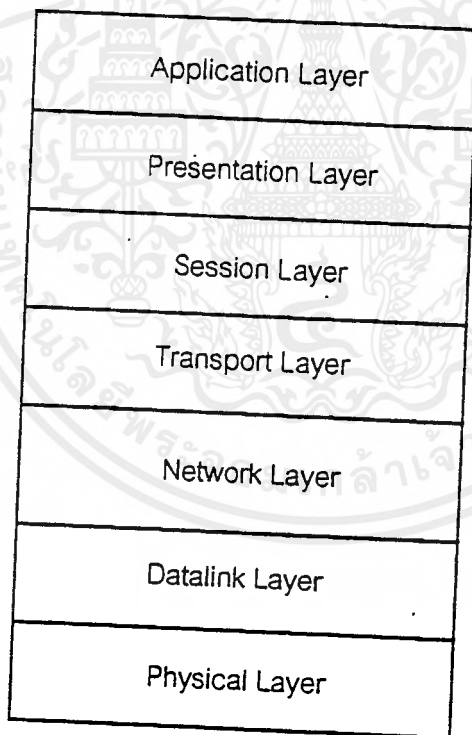 Application Layer
Presentation Layer
Session Layer
Transport Layer
Network Layer
Datalink Layer
Physical Layer